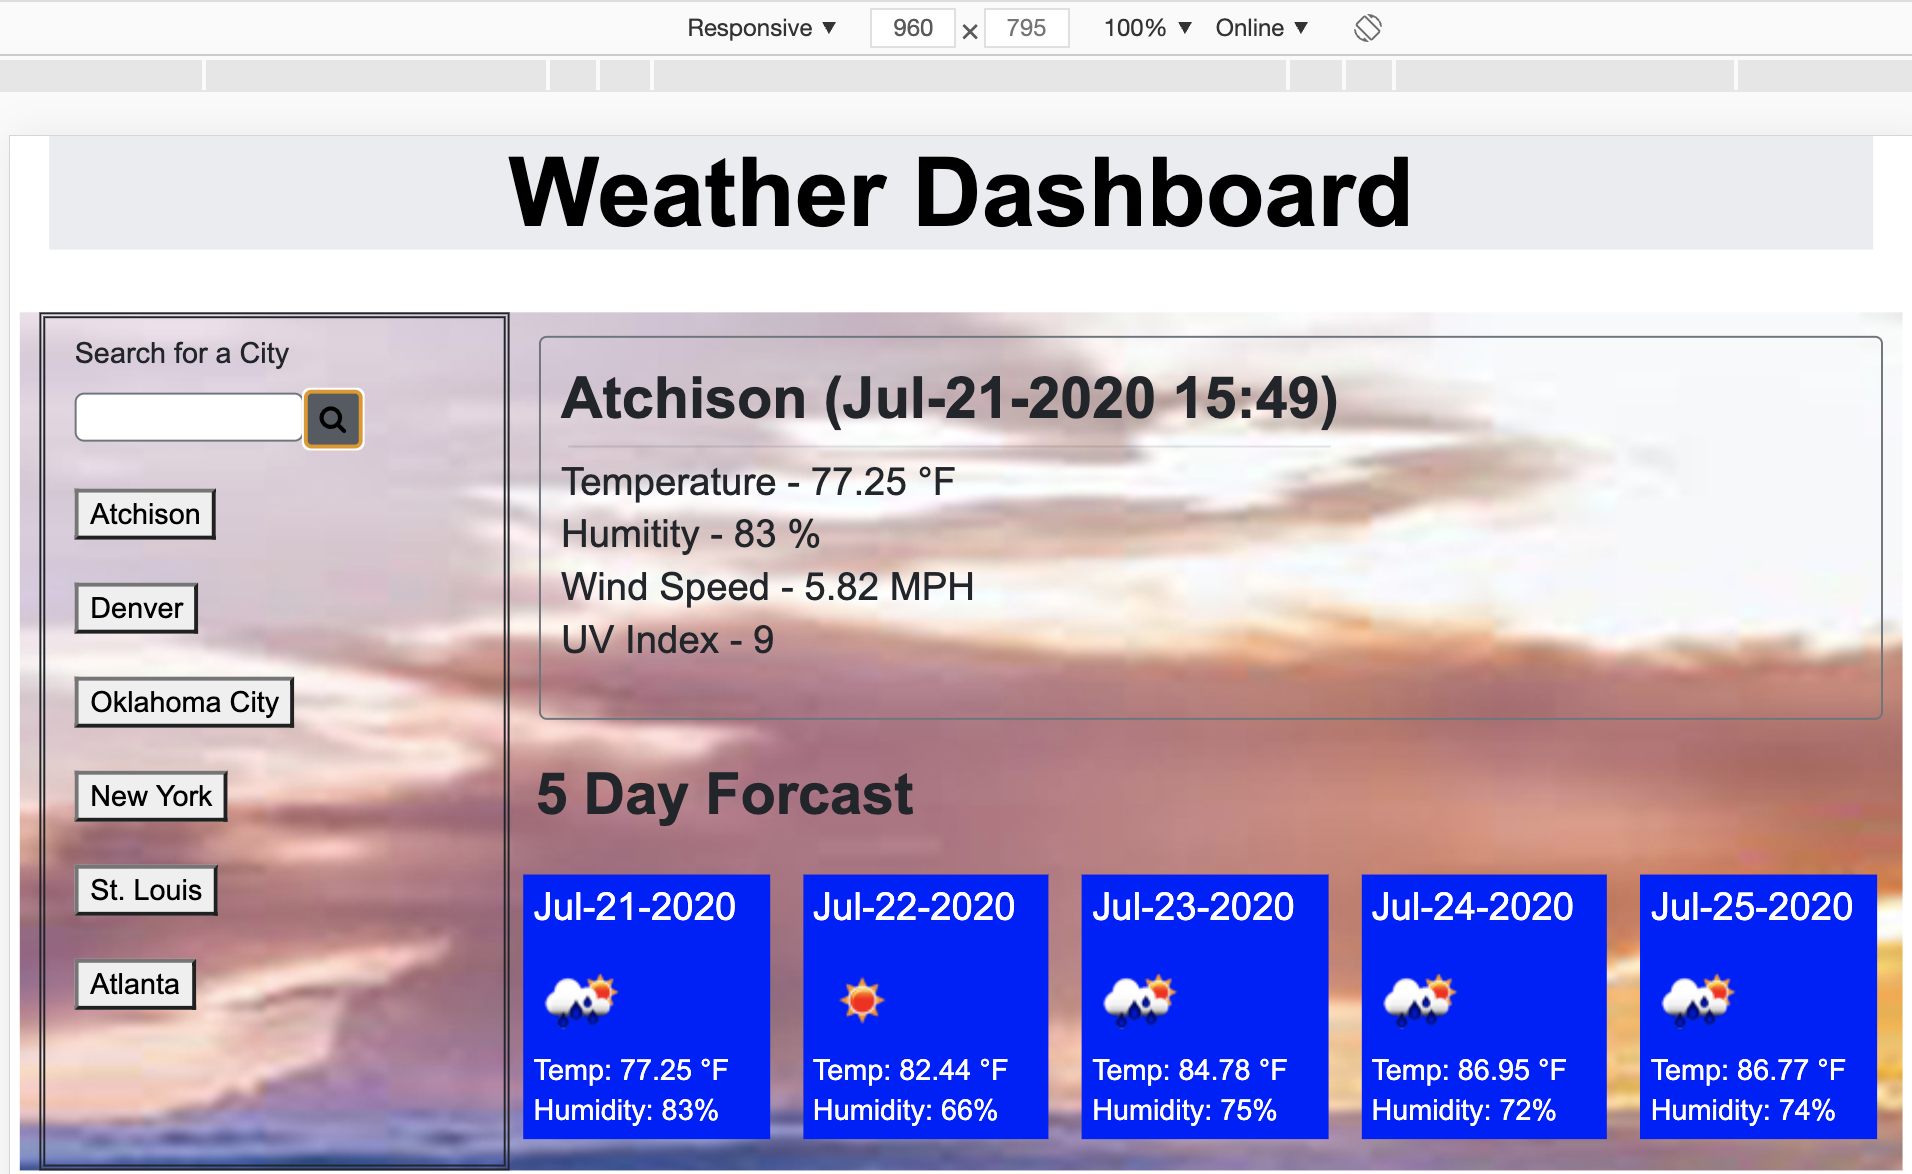 Responsive ▼ 960 × 795 100% ▼ Online ▼
Weather Dashboard
Search for a City
Atchison
Denver
Oklahoma City
New York
St. Louis
Atlanta
Atchison (Jul-21-2020 15:49)
Temperature - 77.25 °F
Humitity - 83 %
Wind Speed - 5.82 MPH
UV Index - 9
5 Day Forcast
Jul-21-2020
Temp: 77.25 °F
Humidity: 83%
Jul-22-2020
Temp: 82.44 °F
Humidity: 66%
Jul-23-2020
Temp: 84.78 °F
Humidity: 75%
Jul-24-2020
Temp: 86.95 °F
Humidity: 72%
Jul-25-2020
Temp: 86.77 °F
Humidity: 74%